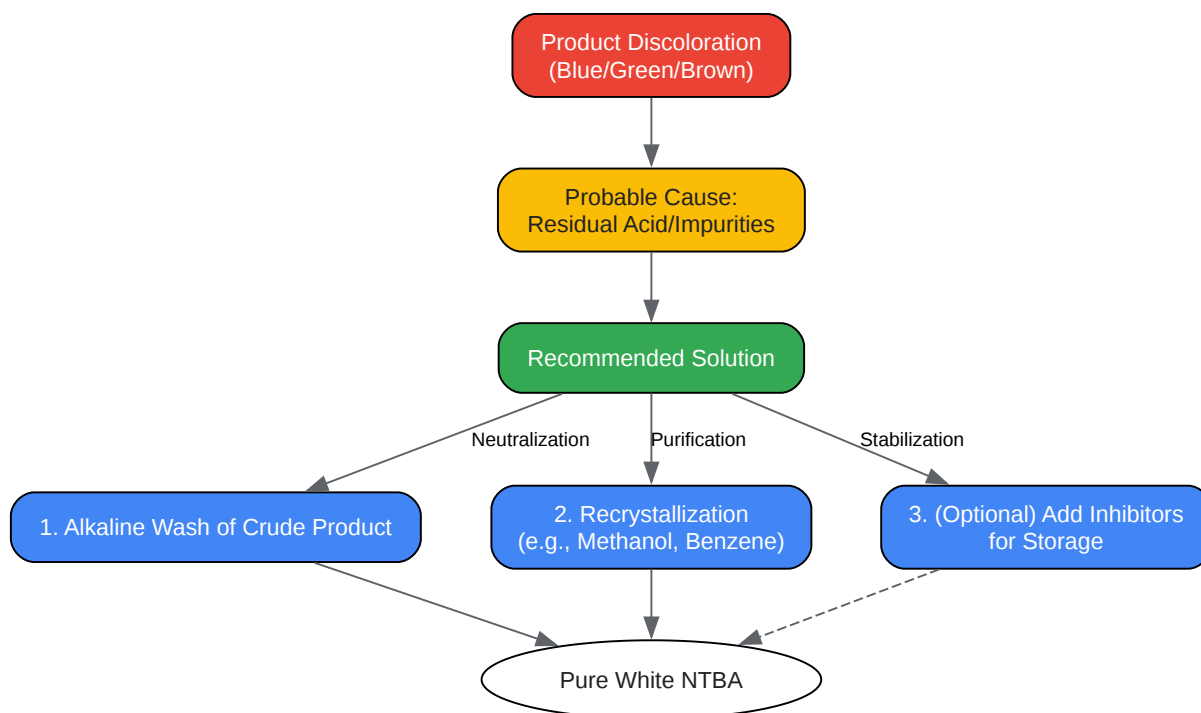 Product Discoloration
(Blue/Green/Brown)
Probable Cause:
Residual Acid/Impurities
Recommended Solution
Neutralization
Purification
Stabilization
1. Alkaline Wash of Crude Product
2. Recrystallization
(e.g., Methanol, Benzene)
3. (Optional) Add Inhibitors
for Storage
Pure White NTBA